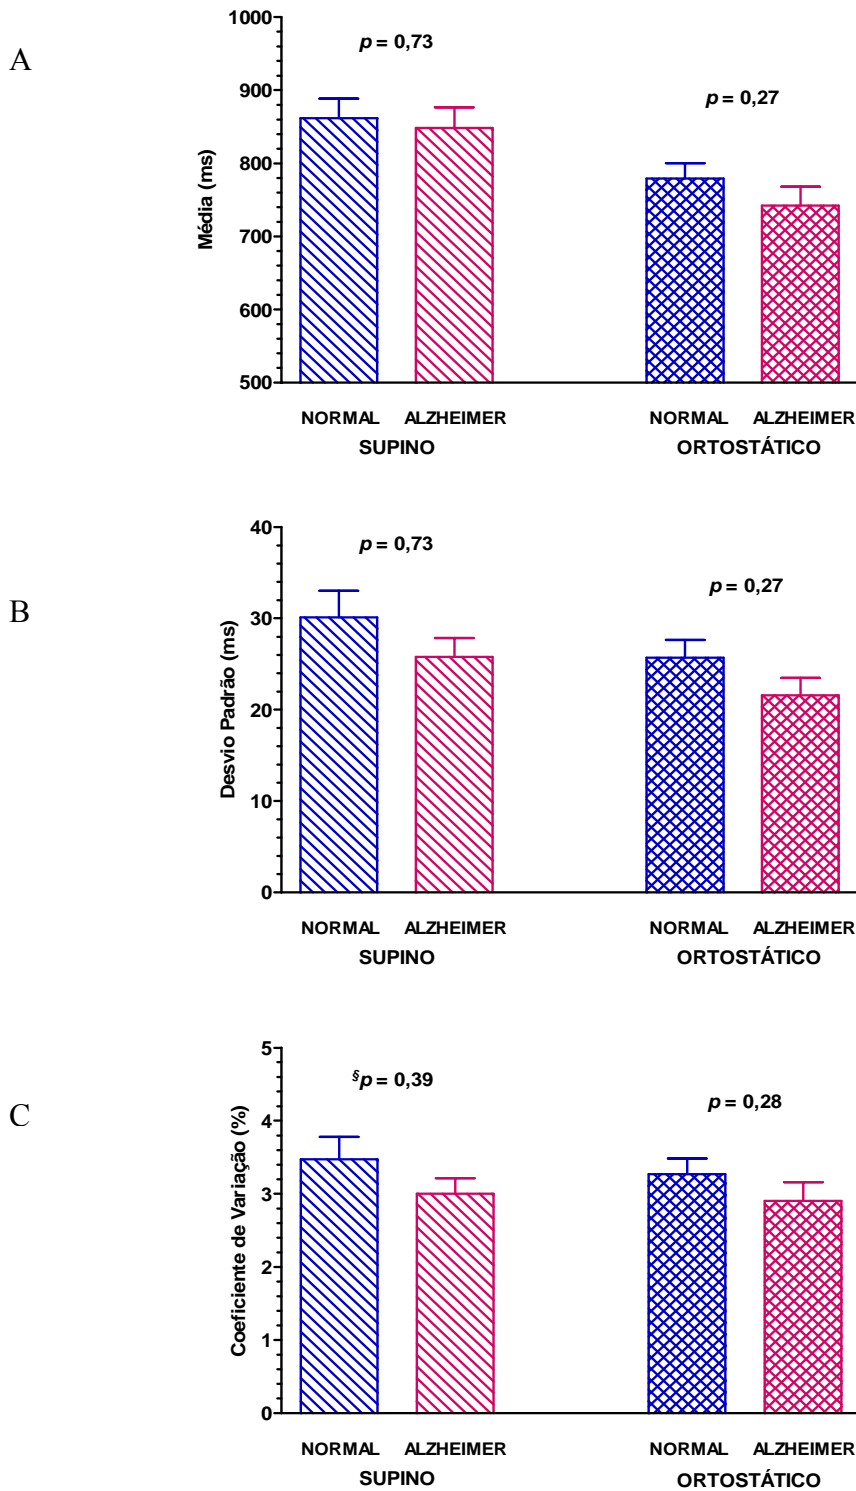 A
Média (ms)
1000
900
800
700
600
500
p = 0,73
p = 0,27
NORMAL ALZHEIMER NORMAL ALZHEIMER
SUPINO ORTOSTÁTICO
B
Desvio Padrão (ms)
40
30
20
10
0
p = 0,73
p = 0,27
NORMAL ALZHEIMER NORMAL ALZHEIMER
SUPINO ORTOSTÁTICO
C
Coeficiente de Variação (%)
5
4
3
2
1
0
§p = 0,39
p = 0,28
NORMAL ALZHEIMER NORMAL ALZHEIMER
SUPINO ORTOSTÁTICO